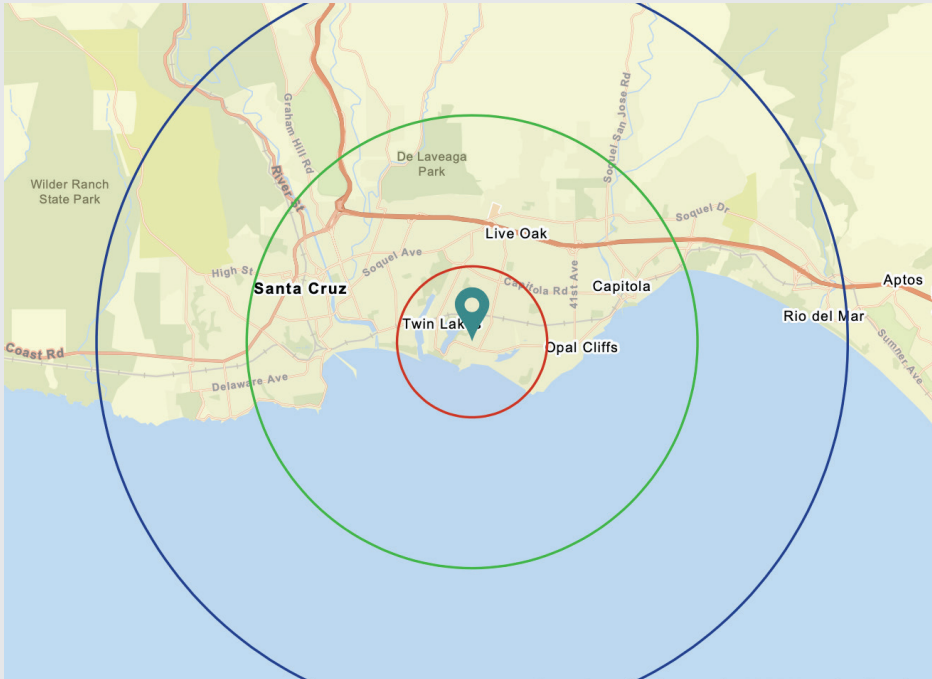 Graham Hill Rd
Soquel San Jose Rd
De Laveaga
Park
Wilder Ranch
State Park
River St
Soquel Dr
Live Oak
Soquel Ave
High St
41st Ave
Aptos
Santa Cruz
Capitola Rd
Capitola
Rio del Mar
Twin Lakes
Coast Rd
Opal Cliffs
Sumner Ave
Delaware Ave